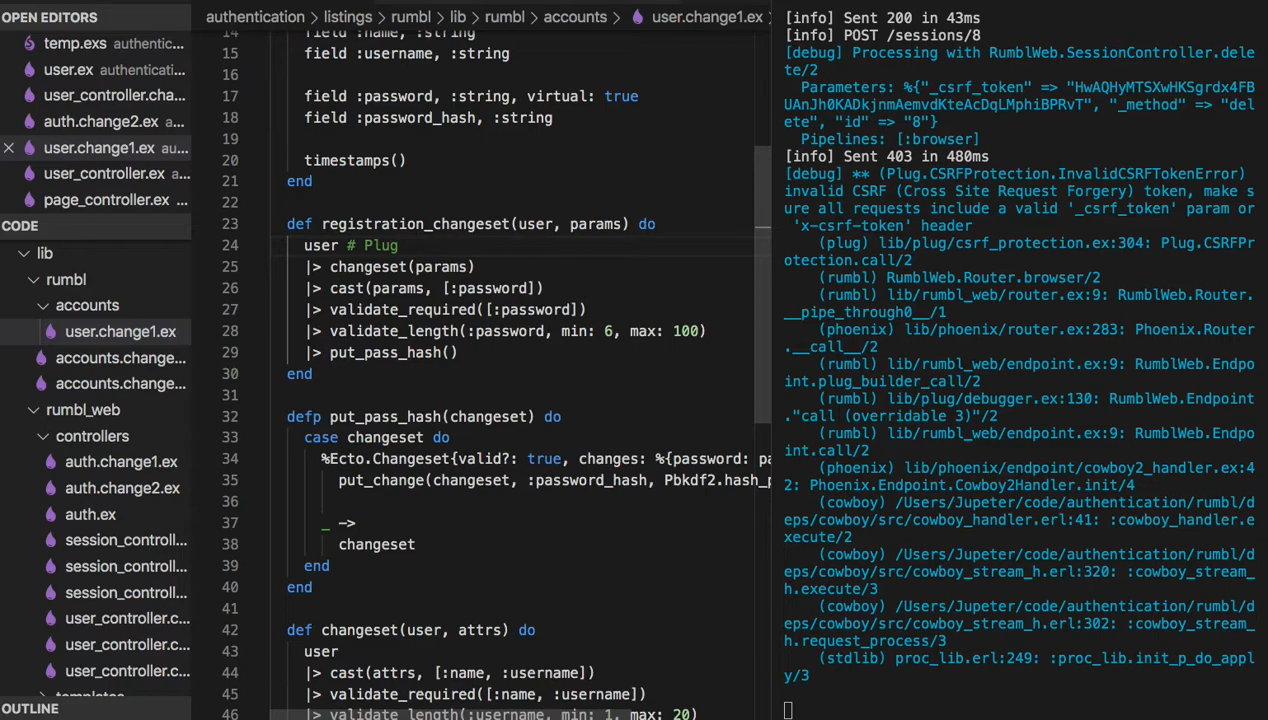 OPEN EDITORS
temp.exs authentic...
user.ex authenticati...
user_controller.cha...
auth.change2.ex a...
user.change1.ex au...
user_controller.ex a...
page_controller.ex ...
CODE
lib
rumbl
accounts
user.change1.ex
accounts.change...
accounts.change...
rumbl_web
controllers
auth.change1.ex
auth.change2.ex
auth.ex
session_controll...
session_controll...
session_controll...
user_controller.c...
user_controller.c...
user_controller.c...
templates
OUTLINE
authentication > listings > rumbl > lib > rumbl > accounts > user.change1.ex
14 field :name, :string
15 field :username, :string
16
17 field :password, :string, virtual: true
18 field :password_hash, :string
19
20 timestamps()
21 end
22
23 def registration_changeset(user, params) do
24 user # Plug
25 |> changeset(params)
26 |> cast(params, [:password])
27 |> validate_required([:password])
28 |> validate_length(:password, min: 6, max: 100)
29 |> put_pass_hash()
30 end
31
32 defp put_pass_hash(changeset) do
33 case changeset do
34 %Ecto.Changeset{valid?: true, changes: %{password: pa
35 put_change(changeset, :password_hash, Pbkdf2.hash_p
36
37 _ ->
38 changeset
39 end
40 end
41
42 def changeset(user, attrs) do
43 user
44 |> cast(attrs, [:name, :username])
45 |> validate_required([:name, :username])
46 |> validate_length(:username, min: 1, max: 20)
[info] Sent 200 in 43ms
[info] POST /sessions/8
[debug] Processing with RumblWeb.SessionController.dele
te/2
Parameters: %{"_csrf_token" => "HwAQHyMTSXwHKSgrdx4FB
UAnJh0KADkjnmAemvdKteAcDqLMphiBPRvT", "_method" => "del
ete", "id" => "8"}
Pipelines: [:browser]
[info] Sent 403 in 480ms
[debug] ** (Plug.CSRFProtection.InvalidCSRFTokenError)
invalid CSRF (Cross Site Request Forgery) token, make s
ure all requests include a valid '_csrf_token' param or
'x-csrf-token' header
(plug) lib/plug/csrf_protection.ex:304: Plug.CSRFPr
otection.call/2
(rumbl) RumblWeb.Router.browser/2
(rumbl) lib/rumbl_web/router.ex:9: RumblWeb.Router.
__pipe_through0__/1
(phoenix) lib/phoenix/router.ex:283: Phoenix.Router
.__call__/2
(rumbl) lib/rumbl_web/endpoint.ex:9: RumblWeb.Endpo
int.plug_builder_call/2
(rumbl) lib/plug/debugger.ex:130: RumblWeb.Endpoint
."call (overridable 3)"/2
(rumbl) lib/rumbl_web/endpoint.ex:9: RumblWeb.Endpo
int.call/2
(phoenix) lib/phoenix/endpoint/cowboy2_handler.ex:4
2: Phoenix.Endpoint.Cowboy2Handler.init/4
(cowboy) /Users/Jupeter/code/authentication/rumbl/d
eps/cowboy/src/cowboy_handler.erl:41: :cowboy_handler.e
xecute/2
(cowboy) /Users/Jupeter/code/authentication/rumbl/d
eps/cowboy/src/cowboy_stream_h.erl:320: :cowboy_stream_
h.execute/3
(cowboy) /Users/Jupeter/code/authentication/rumbl/d
eps/cowboy/src/cowboy_stream_h.erl:302: :cowboy_stream_
h.request_process/3
(stdlib) proc_lib.erl:249: :proc_lib.init_p_do_appl
y/3